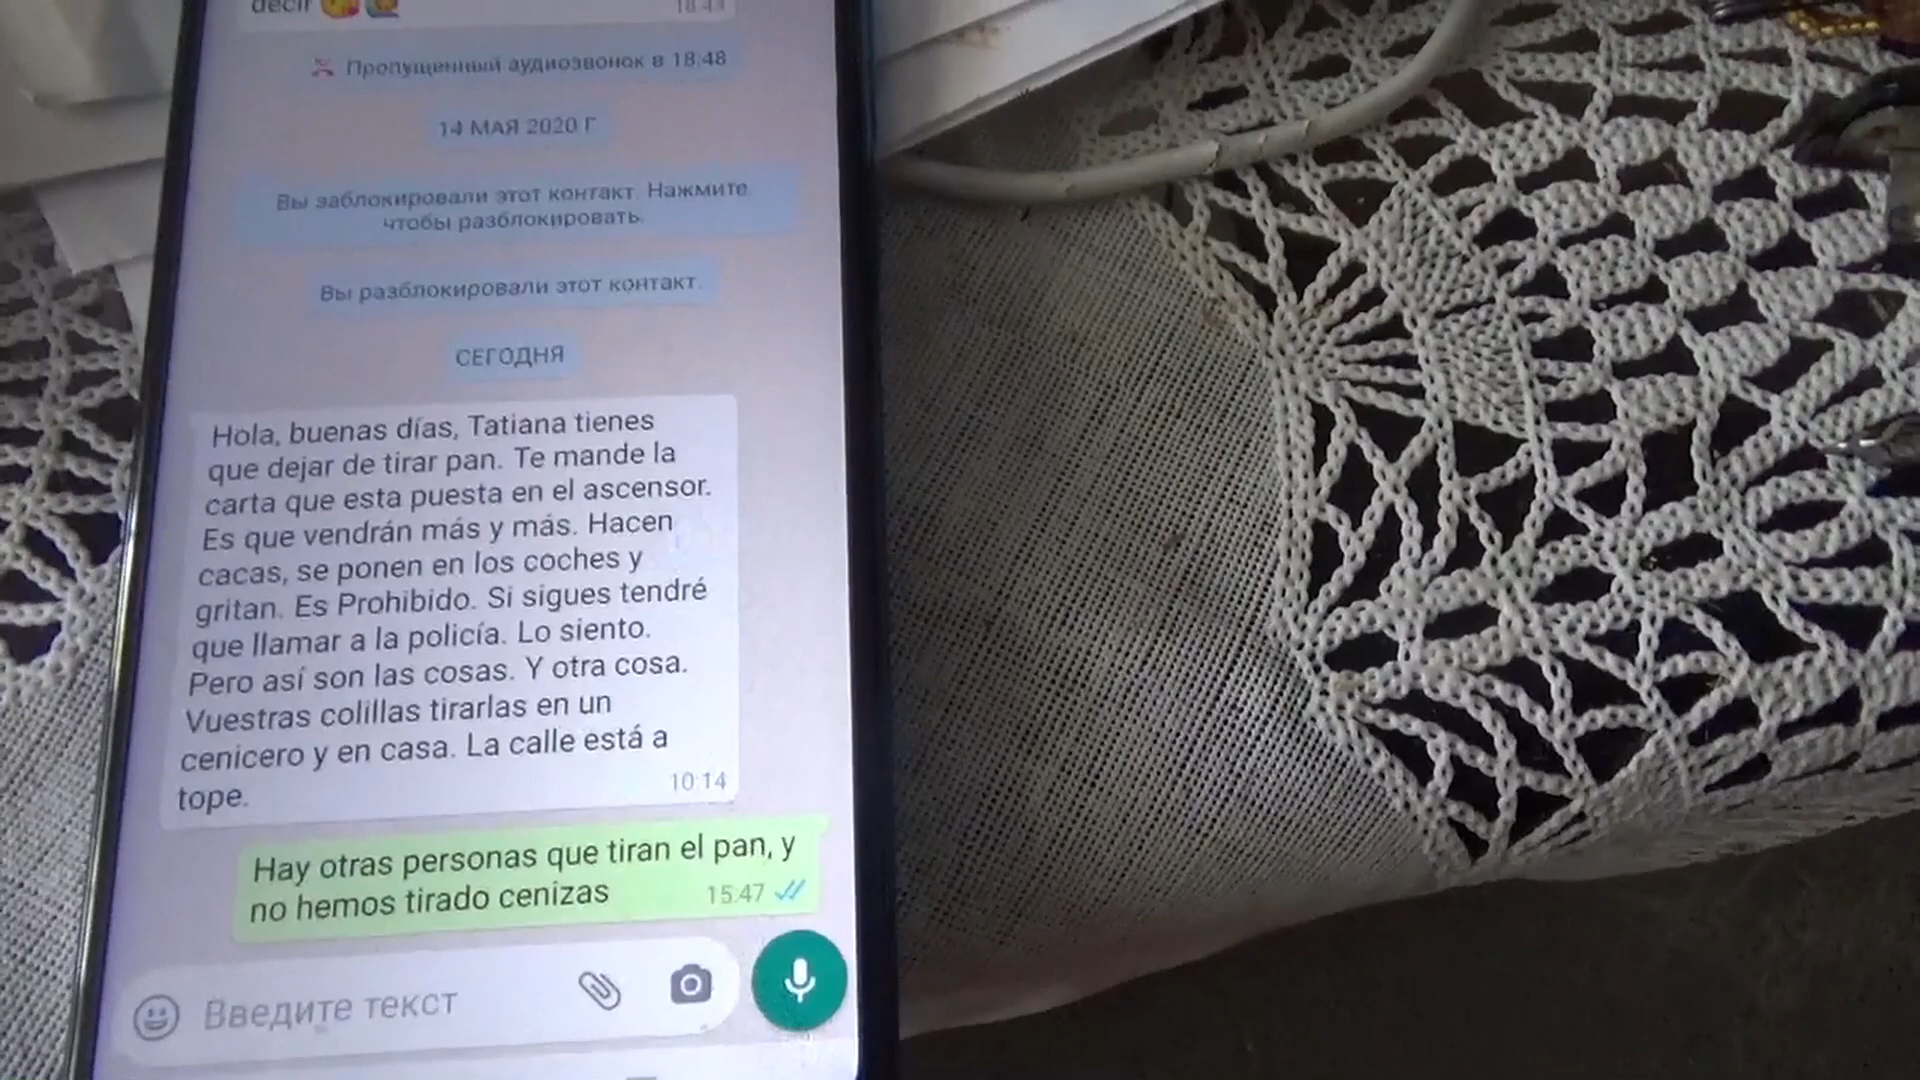 decir
18:43
Пропущенный аудиозвонок в 18:48
14 МАЯ 2020 Г.
Вы заблокировали этот контакт. Нажмите,
чтобы разблокировать.
Вы разблокировали этот контакт.
СЕГОДНЯ
Hola, buenas días, Tatiana tienes
que dejar de tirar pan. Te mande la
carta que esta puesta en el ascensor.
Es que vendrán más y más. Hacen
cacas, se ponen en los coches y
gritan. Es Prohibido. Si sigues tendré
que llamar a la policía. Lo siento.
Pero así son las cosas. Y otra cosa.
Vuestras colillas tirarlas en un
cenicero y en casa. La calle está a
tope.
10:14
Hay otras personas que tiran el pan, y
no hemos tirado cenizas
15:47
Введите текст